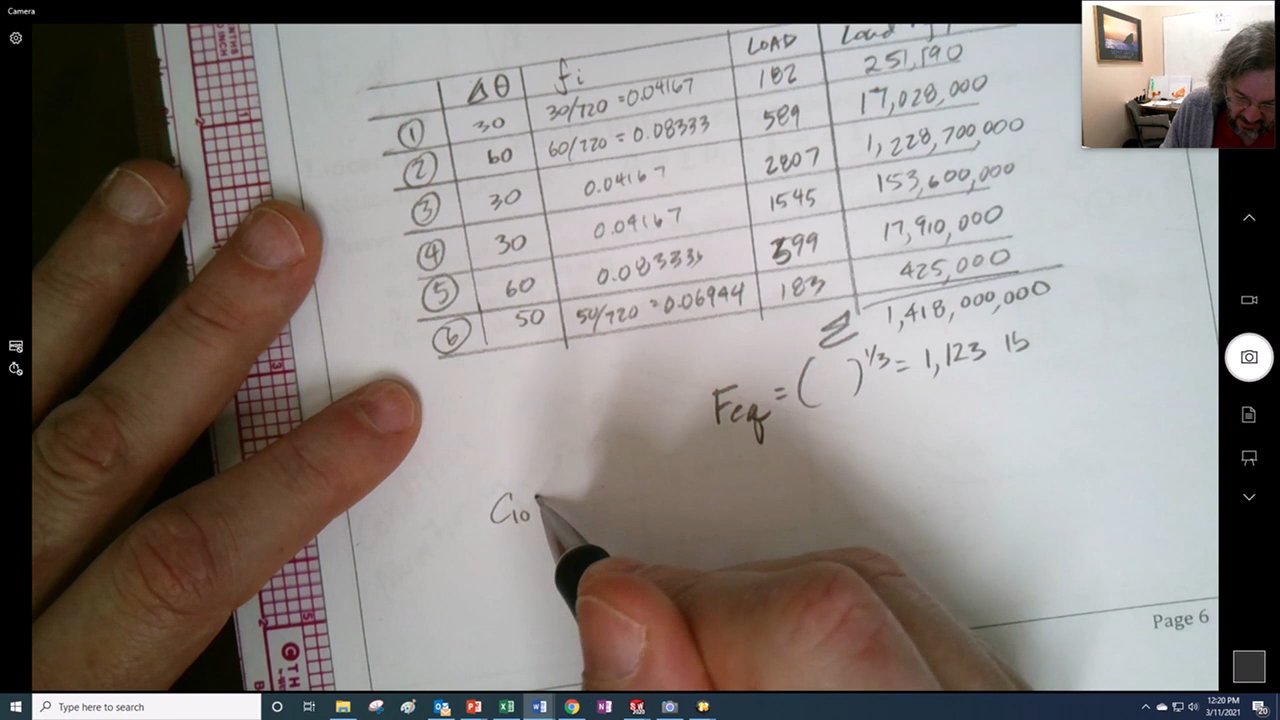 Camera
LOAD
Δθ fi
① 30 30/720 = 0.04167 182 251,190
② 60 60/720 = 0.08333 589 17,028,000
③ 30 0.04167 2807 1,228,700,000
④ 30 0.04167 1545 153,600,000
⑤ 60 0.08333 599 17,910,000
⑥ 50 50/720 = 0.06944 183 425,000
Σ 1,418,000,000
Feq = ( )^1/3 = 1,123 lb
C10
Page 6
Type here to search
12:20 PM
3/11/2021